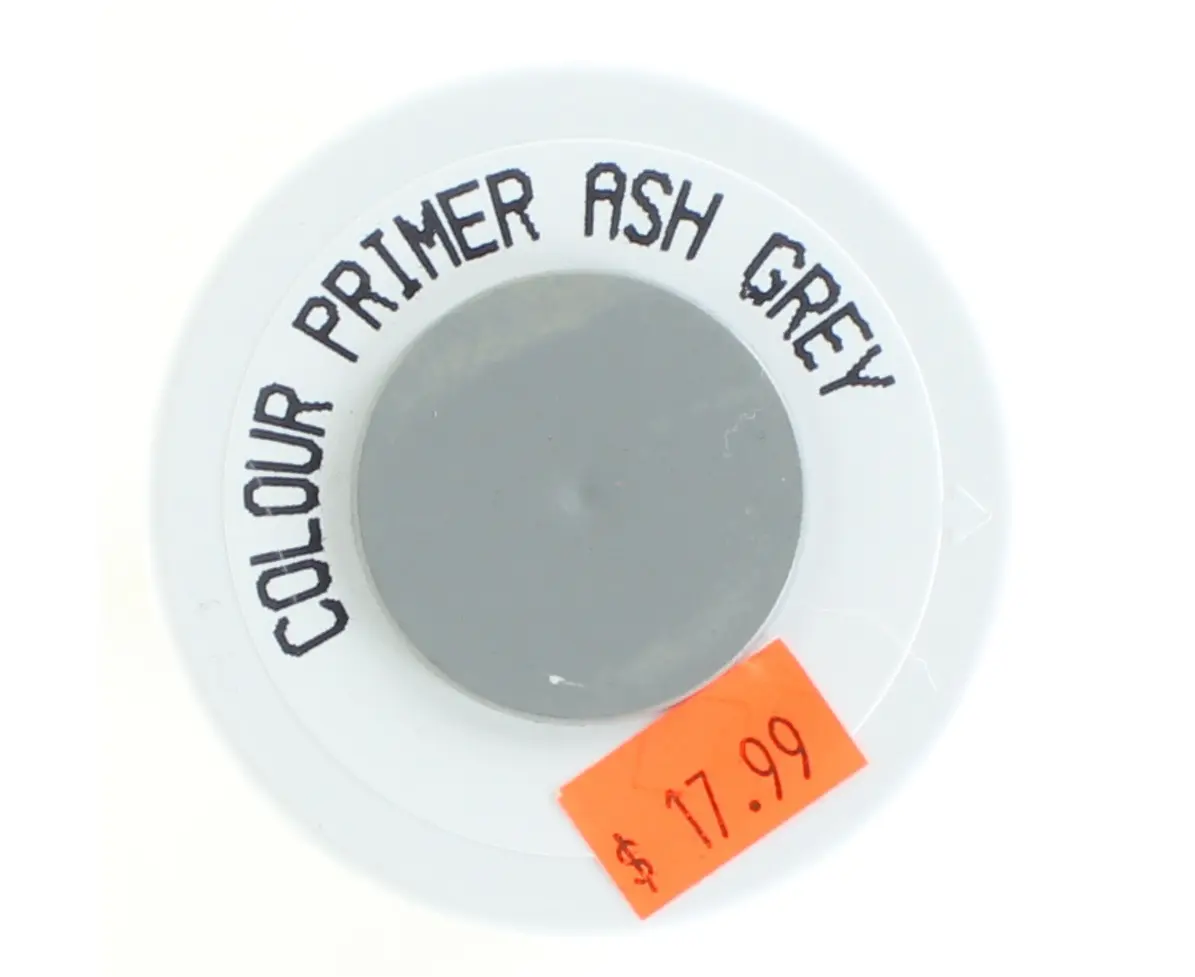 COLOUR PRIMER ASH GREY
$ 17.99